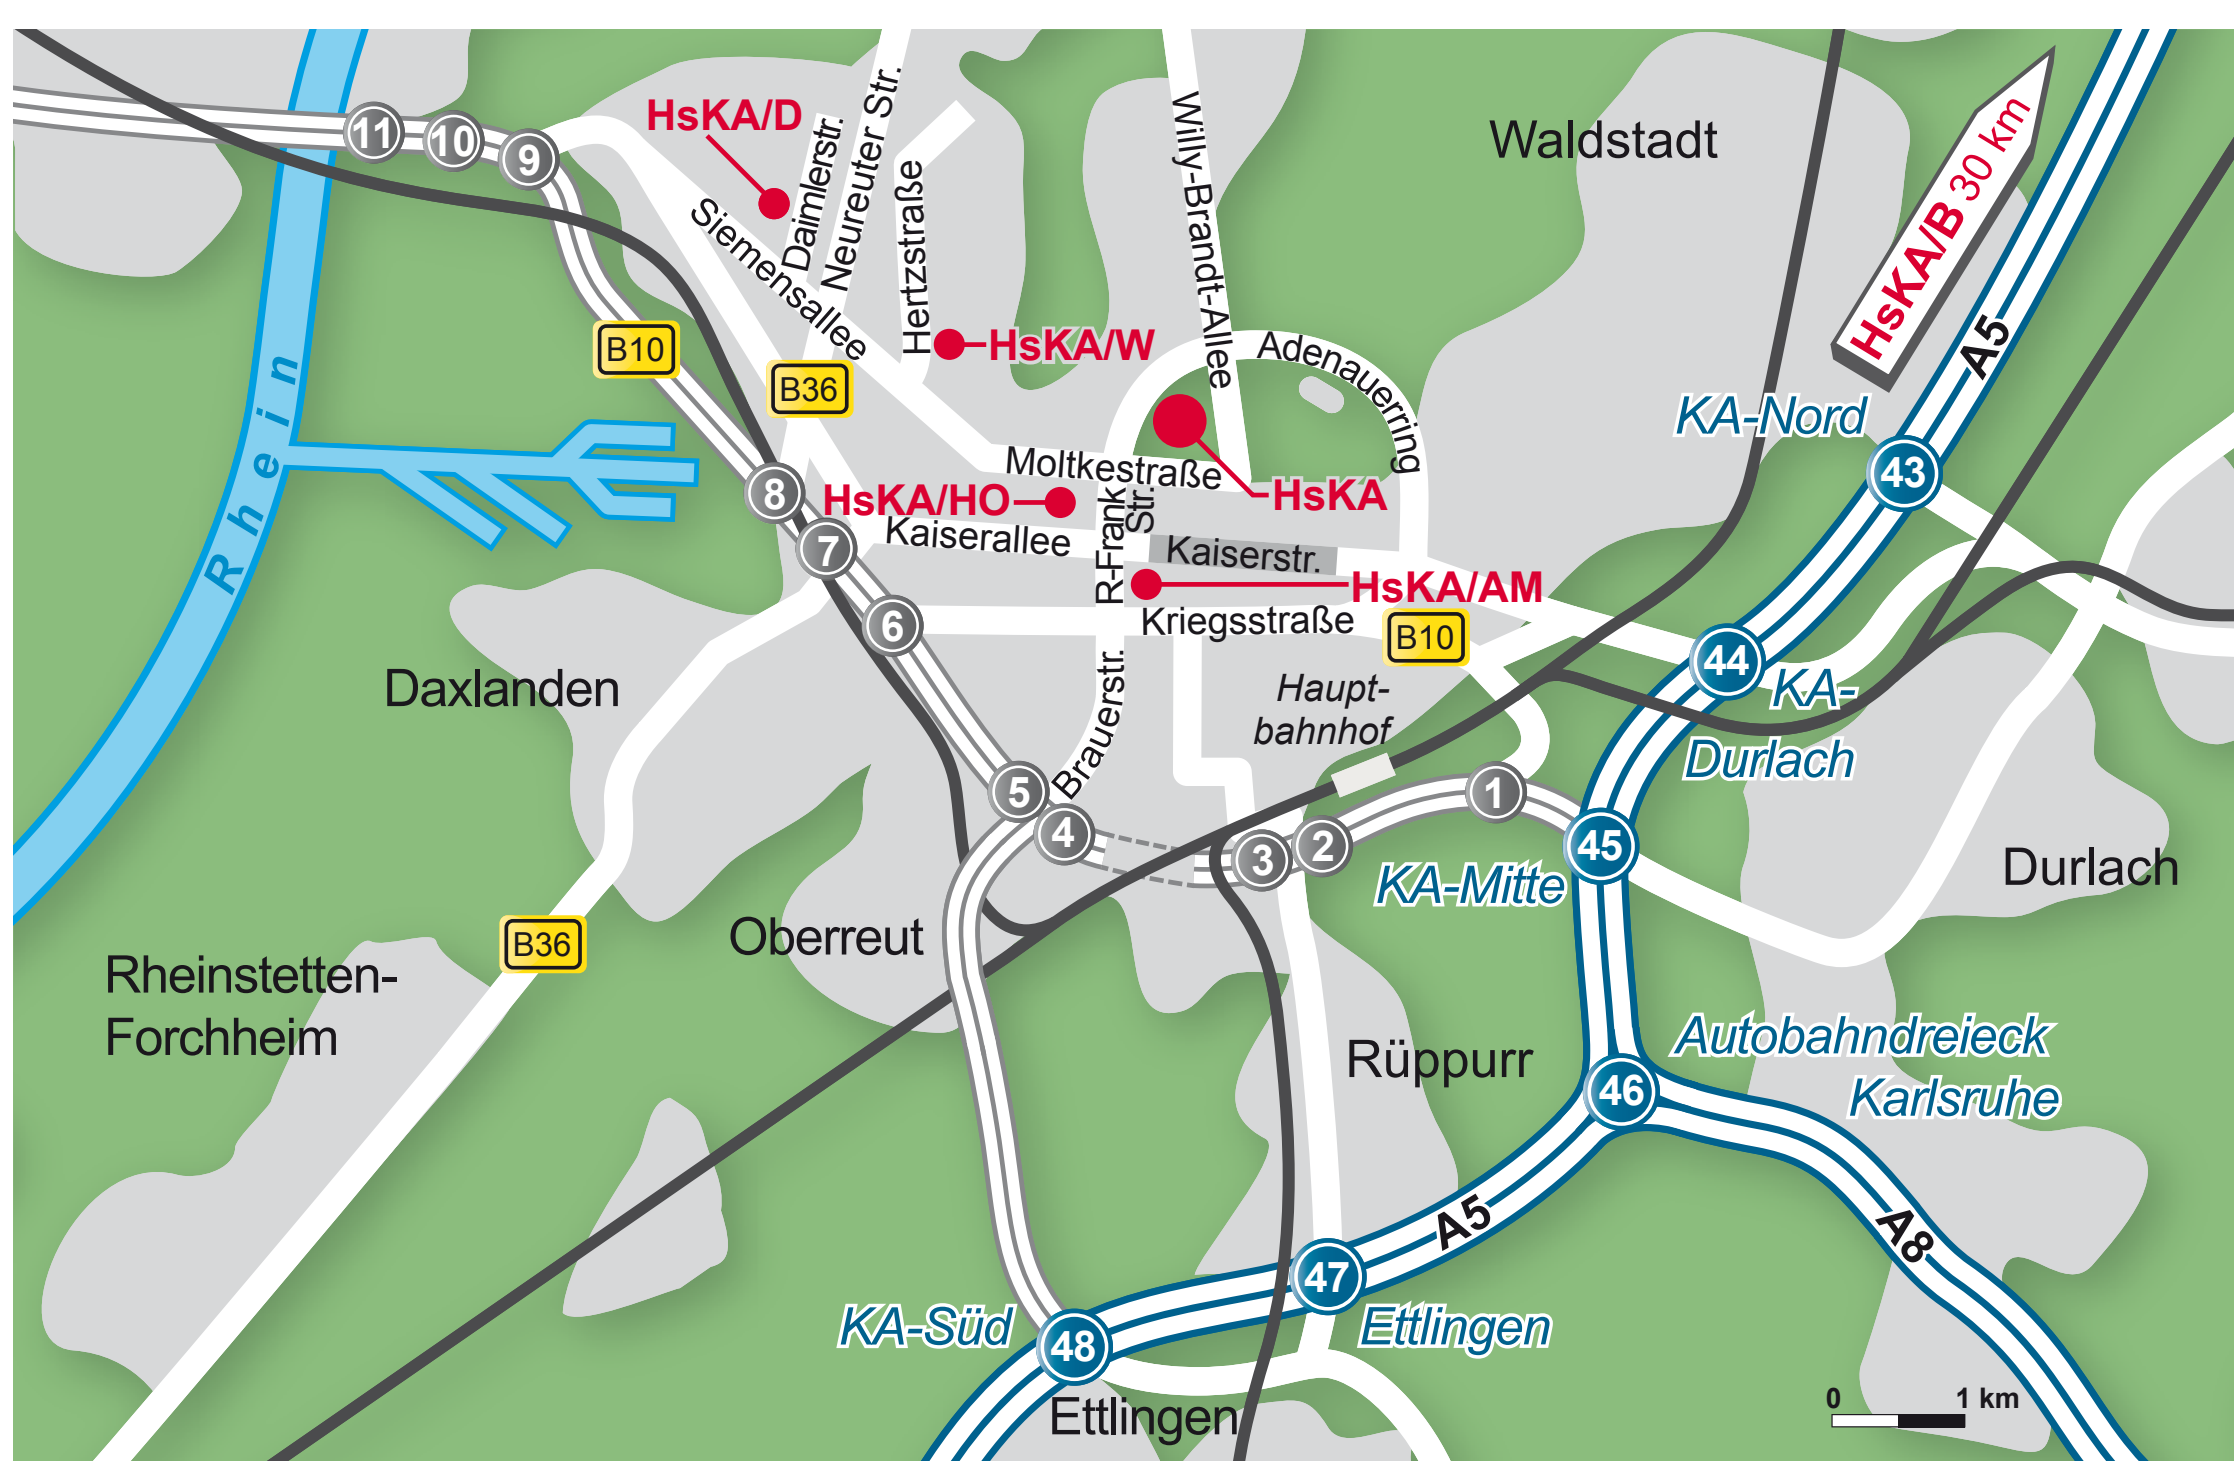 11
10
9
HsKA/D
Daimlerstr.
Neureuter Str.
Siemensallee
Hertzstraße
Willy-Brandt-Allee
Waldstadt
HsKA/B 30 km
A5
B10
B36
HsKA/W
Adenauerring
KA-Nord
43
Rhein
8
HsKA/HO
Moltkestraße
HsKA
7
Kaiserallee
R-Frank
Str.
Kaiserstr.
HsKA/AM
6
Kriegsstraße
B10
44
KA-
Durlach
Daxlanden
Brauerstr.
Haupt-
bahnhof
5
4
3
2
1
45
KA-Mitte
Durlach
B36
Oberreut
Rheinstetten-
Forchheim
Rüppurr
Autobahndreieck
Karlsruhe
46
A5
A8
47
Ettlingen
KA-Süd
48
Ettlingen
0
1 km